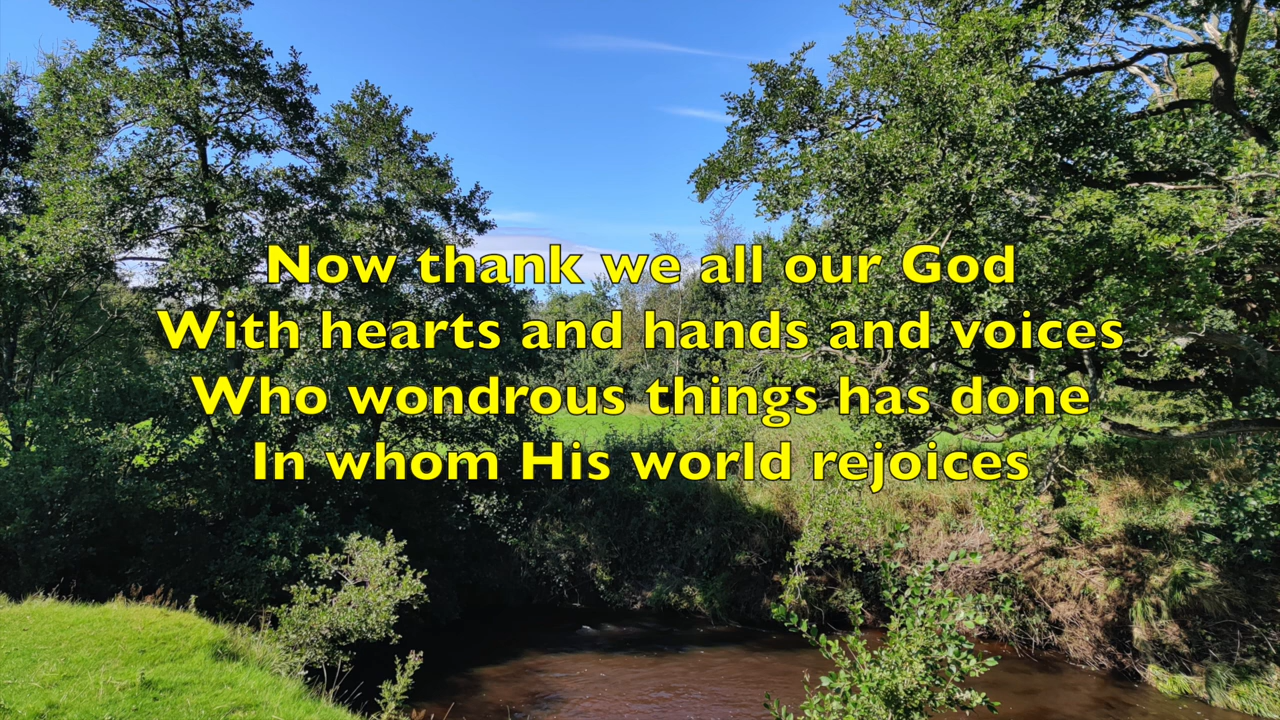 Now thank we all our God
With hearts and hands and voices
Who wondrous things has done
In whom His world rejoices